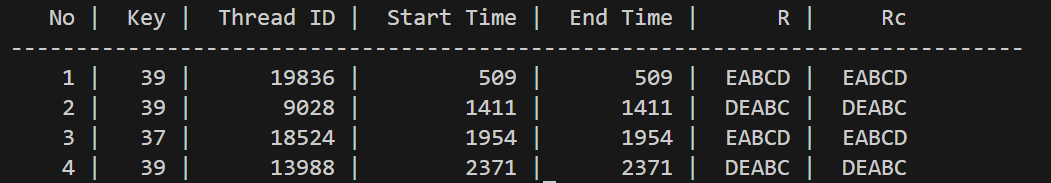 No | Key | Thread ID | Start Time | End Time | R | Rc
--------------------------------------------------------------------------------
1 | 39 | 19836 | 509 | 509 | EABCD | EABCD
2 | 39 | 9028 | 1411 | 1411 | DEABC | DEABC
3 | 37 | 18524 | 1954 | 1954 | EABCD | EABCD
4 | 39 | 13988 | 2371 | 2371 | DEABC | DEABC